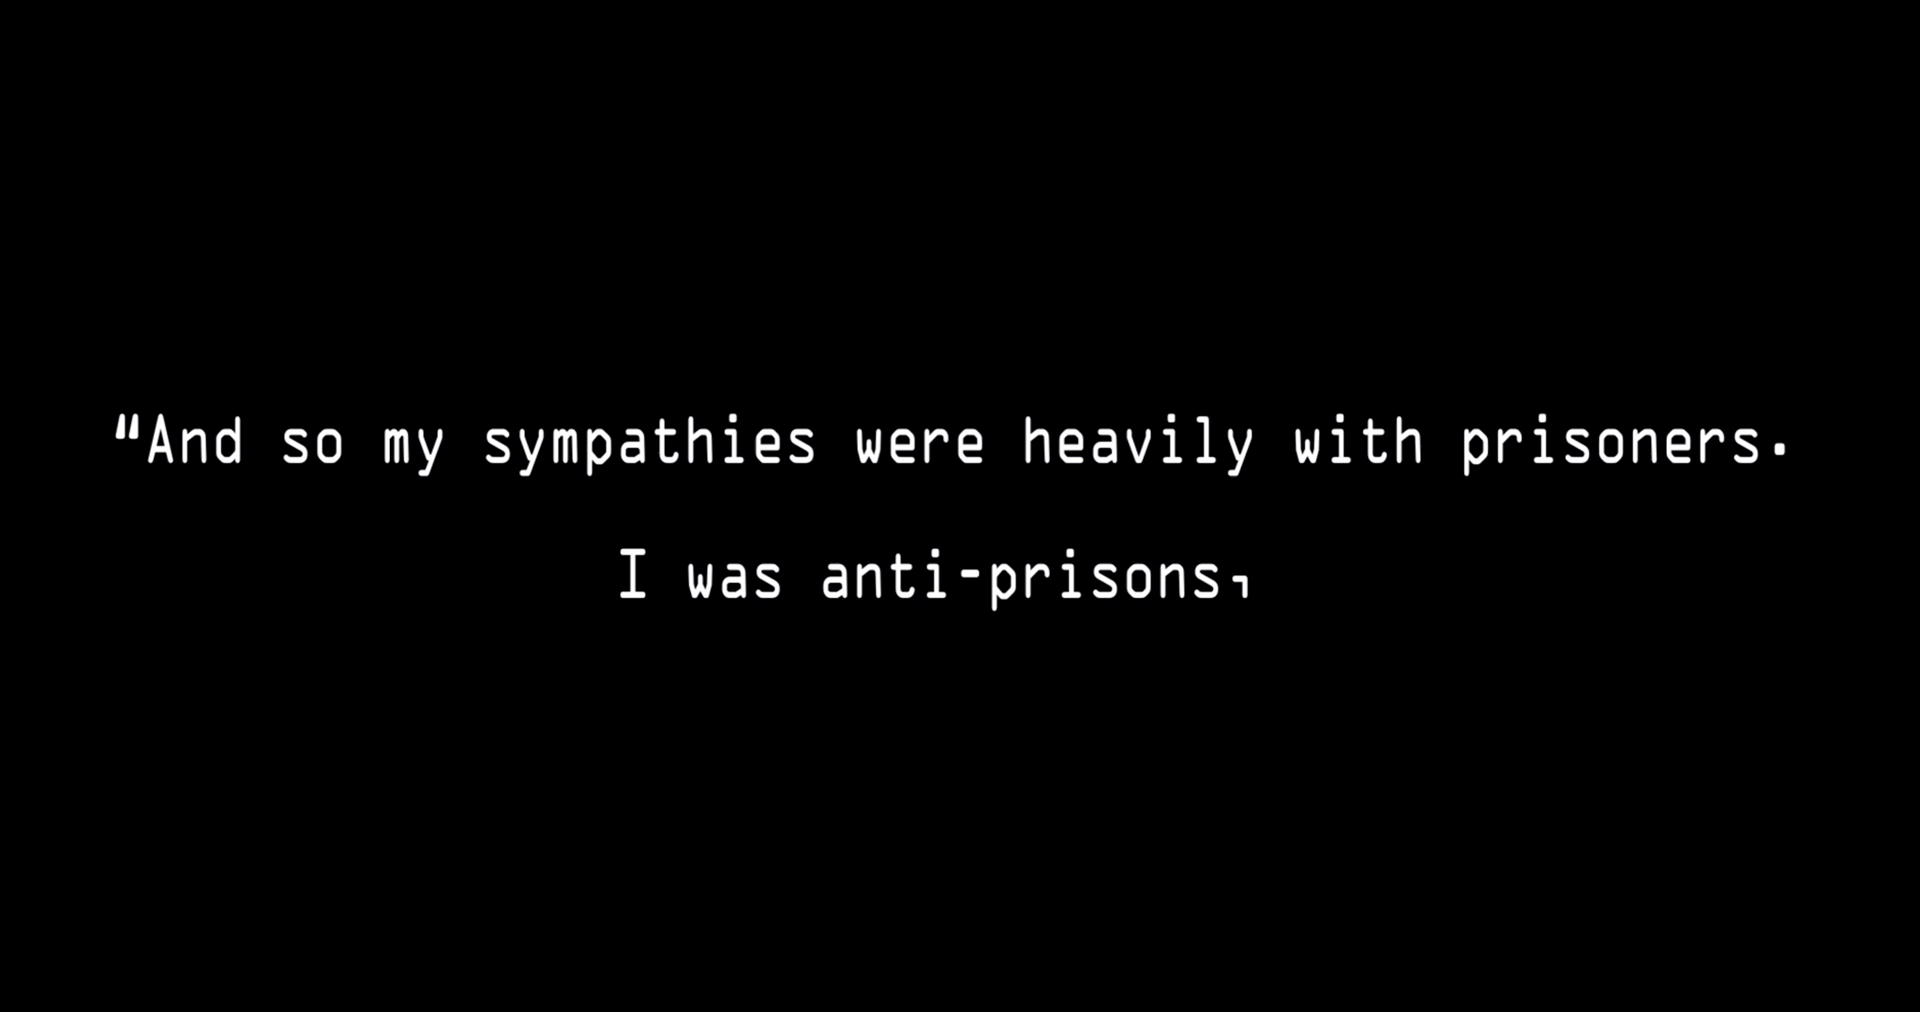 “And so my sympathies were heavily with prisoners.
I was anti-prisons,